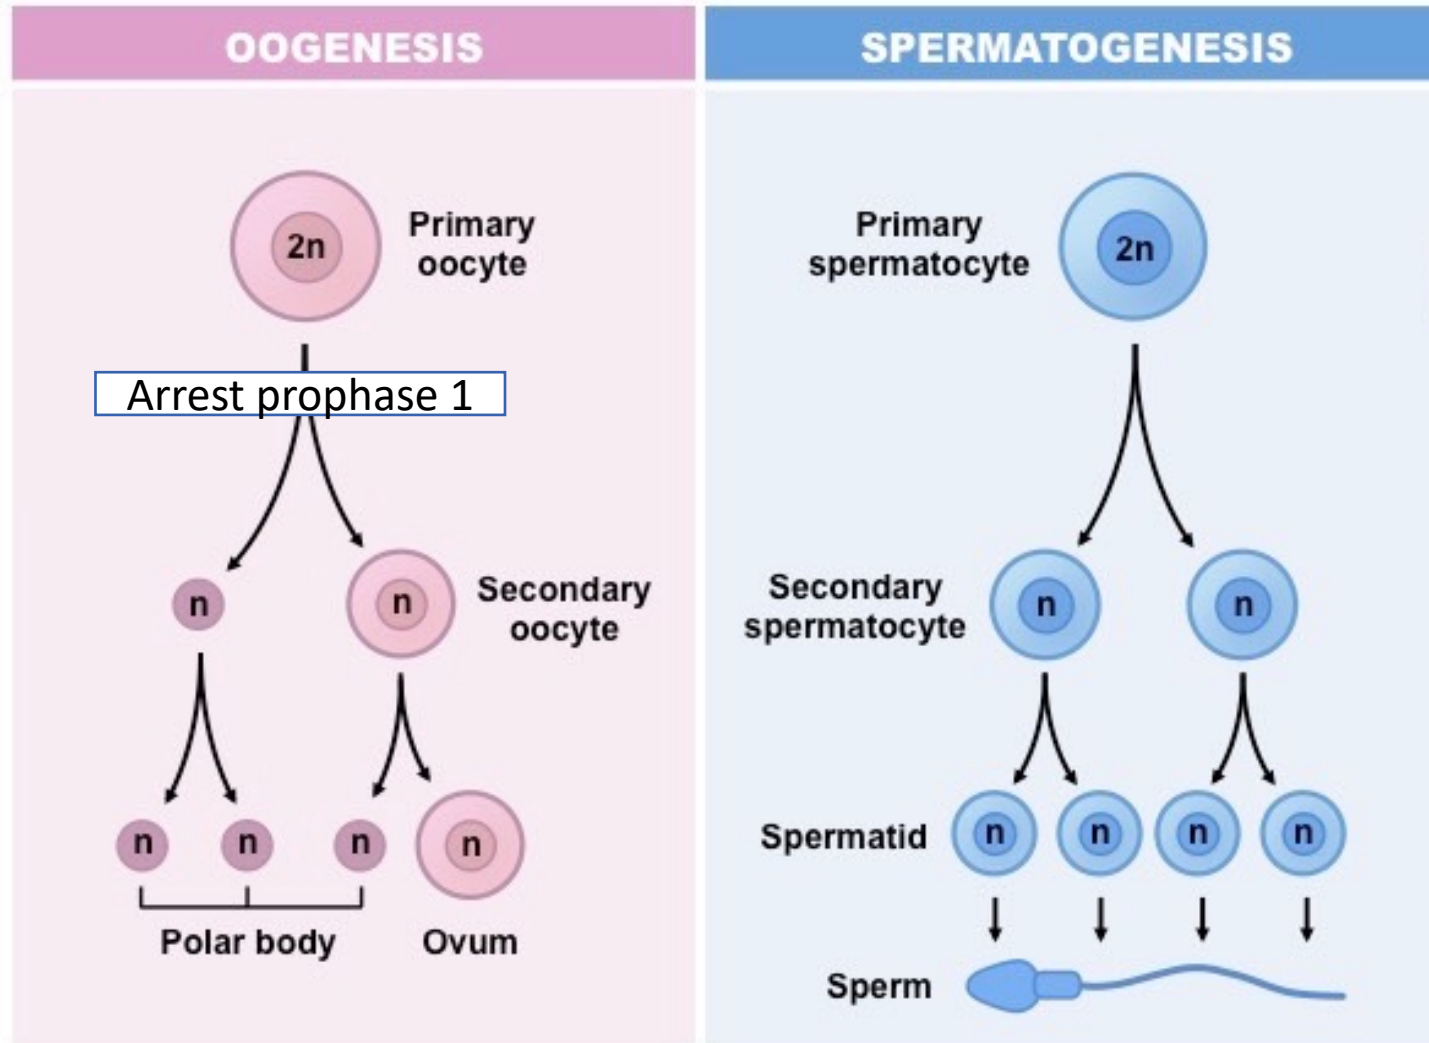 OOGENESIS
2n
Primary
oocyte
Arrest prophase 1
n
n
Secondary
oocyte
n
n
n
n
Polar body
Ovum
SPERMATOGENESIS
Primary
spermatocyte
2n
Secondary
spermatocyte
n
n
Spermatid
n
n
n
n
Sperm